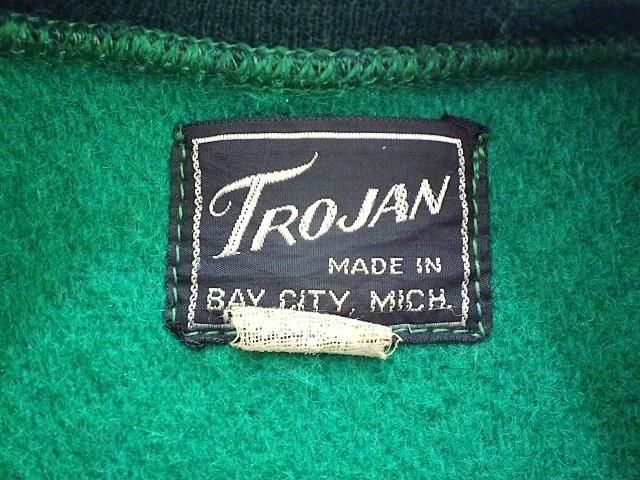 TROJAN
MADE IN
BAY CITY, MICH.